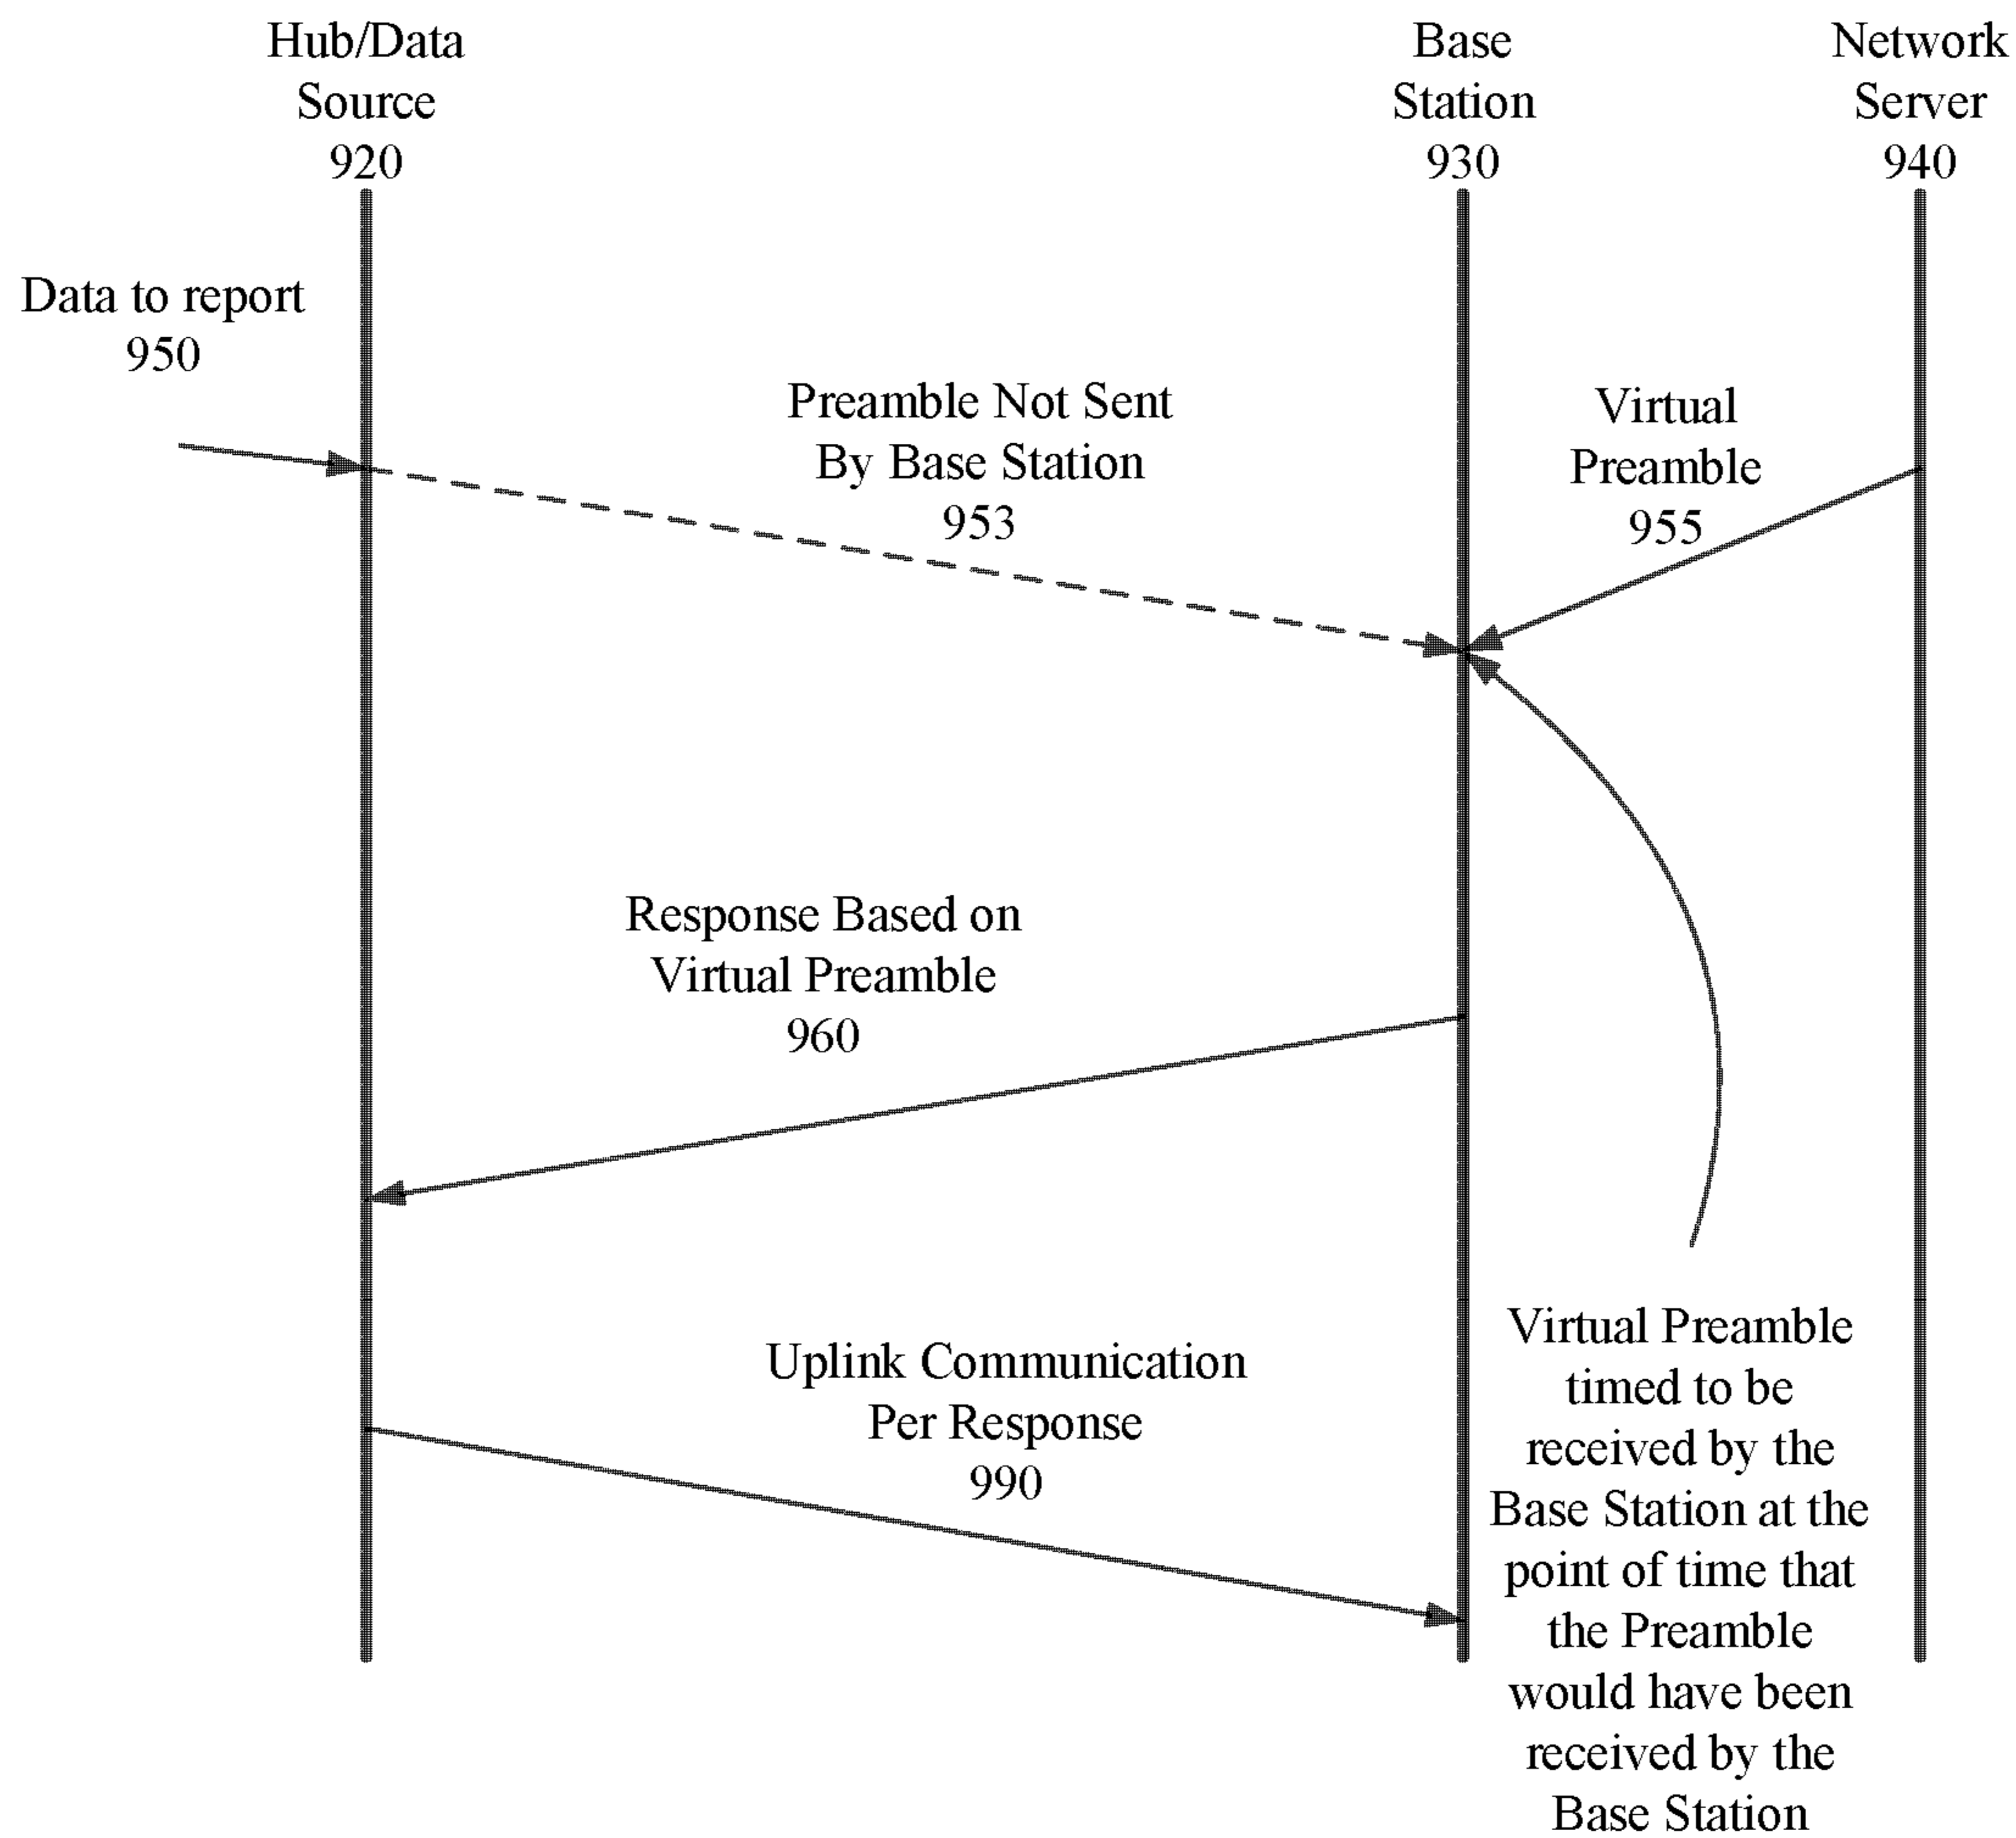 Hub/Data
Source
920
Base
Station
930
Network
Server
940
Data to report
950
Preamble Not Sent
By Base Station
953
Virtual
Preamble
955
Response Based on
Virtual Preamble
960
Uplink Communication
Per Response
990
Virtual Preamble
timed to be
received by the
Base Station at the
point of time that
the Preamble
would have been
received by the
Base Station